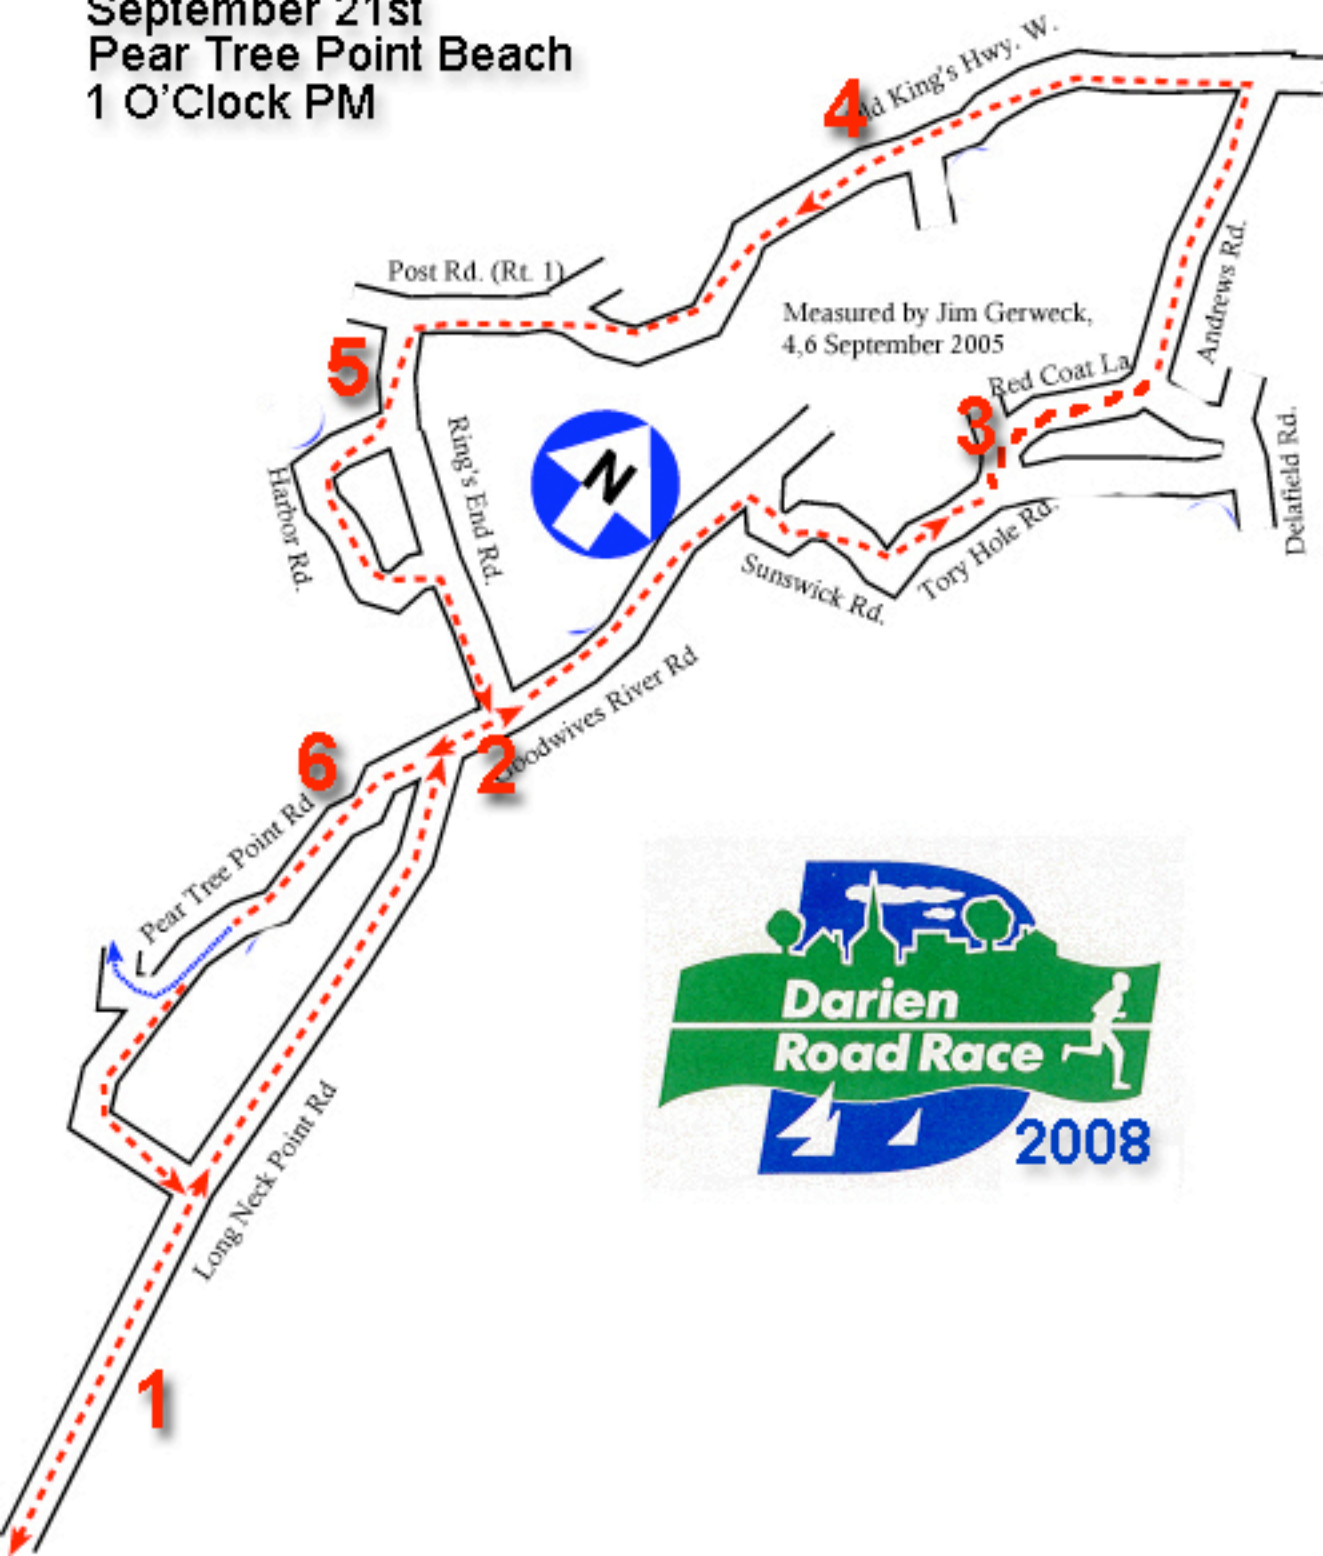 September 21st
Pear Tree Point Beach
1 O'Clock PM
4
ld King's Hwy. W.
Post Rd. (Rt. 1)
Measured by Jim Gerweck,
4,6 September 2005
Andrews Rd.
5
Red Coat La
3
Ring's End Rd.
N
Harbor Rd.
Delafield Rd.
Sunswick Rd.
Tory Hole Rd.
Goodwives River Rd
2
6
Pear Tree Point Rd
Darien
Road Race
2008
Long Neck Point Rd
1